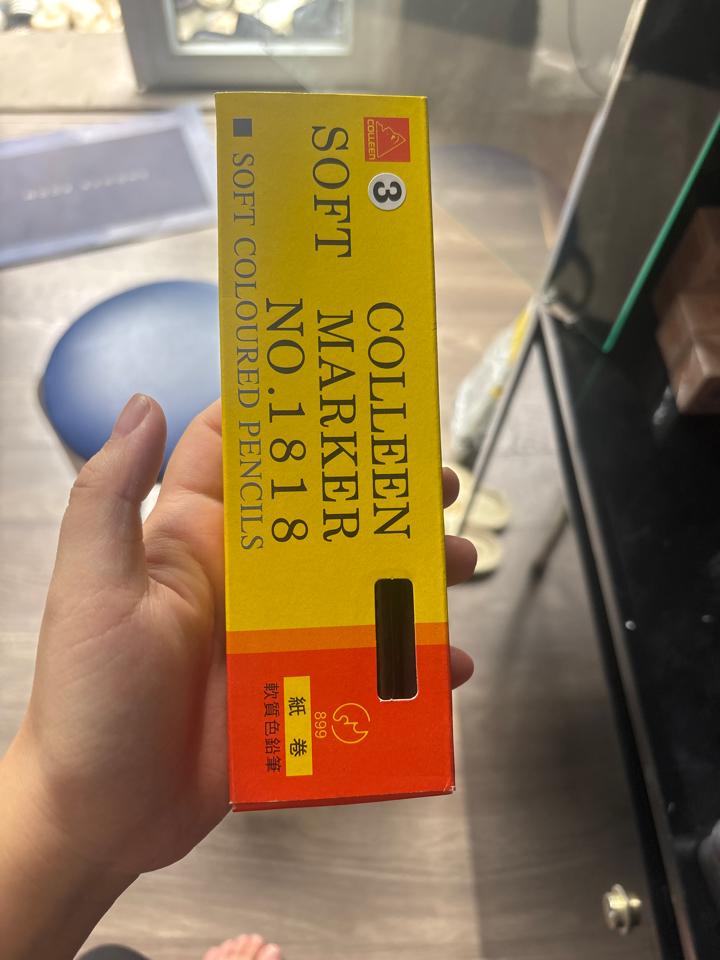 COLLEEN
3
COLLEEN
SOFT MARKER
NO.1818
■ SOFT COLOURED PENCILS
899
紙卷
軟質色鉛筆